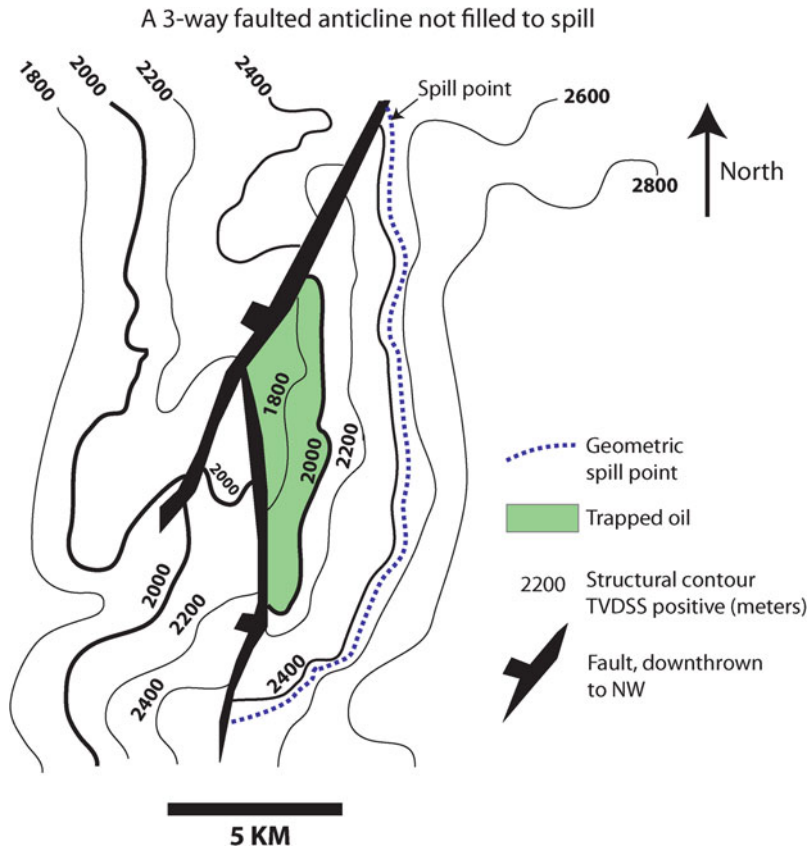 A 3-way faulted anticline not filled to spill
1800
2000
2200
2400
Spill point
2600
2800
North
1800
2000
2200
2000
2000
2200
2400
2400
Geometric
spill point
Trapped oil
2200
Structural contour
TVDSS positive (meters)
Fault, downthrown
to NW
5 KM